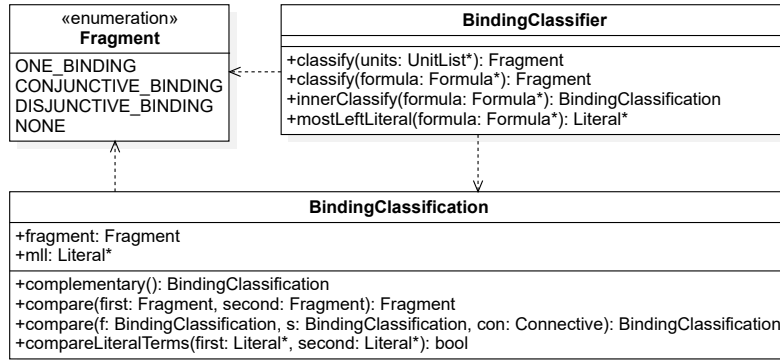 «enumeration»
Fragment
ONE_BINDING
CONJUNCTIVE_BINDING
DISJUNCTIVE_BINDING
NONE
BindingClassifier
+classify(units: UnitList*): Fragment
+classify(formula: Formula*): Fragment
+innerClassify(formula: Formula*): BindingClassification
+mostLeftLiteral(formula: Formula*): Literal*
BindingClassification
+fragment: Fragment
+mll: Literal*
+complementary(): BindingClassification
+compare(first: Fragment, second: Fragment): Fragment
+compare(f: BindingClassification, s: BindingClassification, con: Connective): BindingClassification
+compareLiteralTerms(first: Literal*, second: Literal*): bool